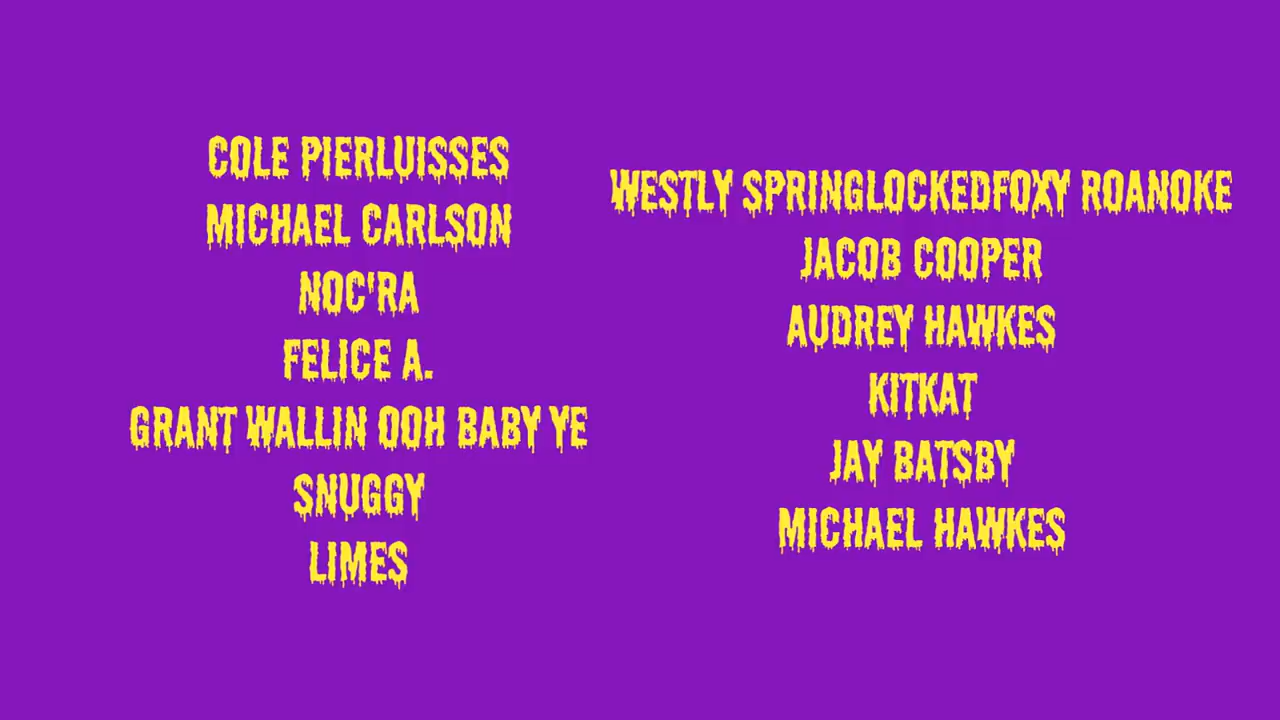 COLE PIERLUISSES
MICHAEL CARLSON
NOC'RA
FELICE A.
GRANT WALLIN OOH BABY YE
SNUGGY
LIMES
WESTLY SPRINGLOCKEDFOXY ROANOKE
JACOB COOPER
AUDREY HAWKES
KITKAT
JAY BATSBY
MICHAEL HAWKES